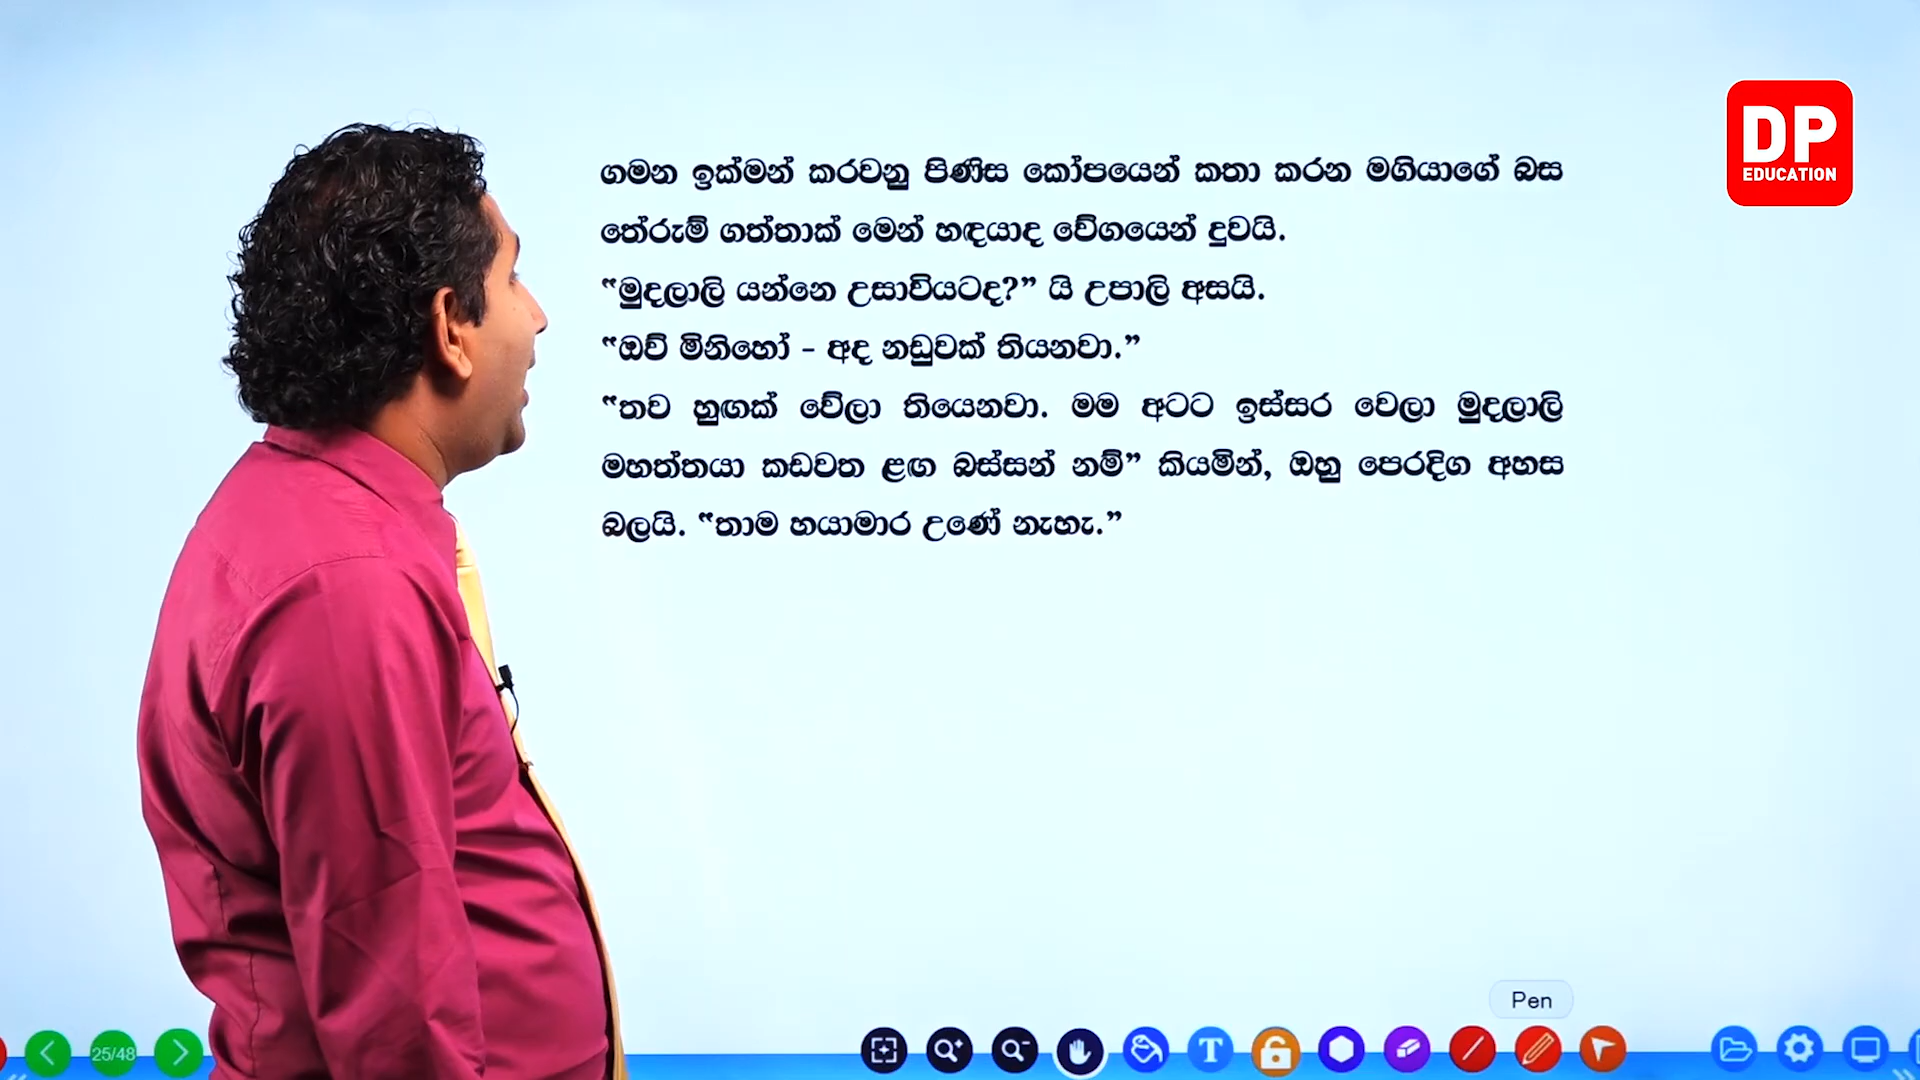 DP
EDUCATION
ගමන ඉක්මන් කරවනු පිණිස කෝපයෙන් කතා කරන මගියාගේ බස
තේරුම් ගත්තාක් මෙන් හඳයාද වේගයෙන් දුවයි.
“මුදලාලි යන්නෙ උසාවියටද?” යි උපාලි අසයි.
“ඔව් මිනිහෝ - අද නඩුවක් තියනවා.”
“තව හුඟක් වේලා තියෙනවා. මම අටට ඉස්සර වෙලා මුදලාලි
මහත්තයා කඩවත ළඟ බස්සන් නම්” කියමින්, ඔහු පෙරදිග අහස
බලයි. “තාම හයාමාර උණේ නැහැ.”
Pen
25/48
T